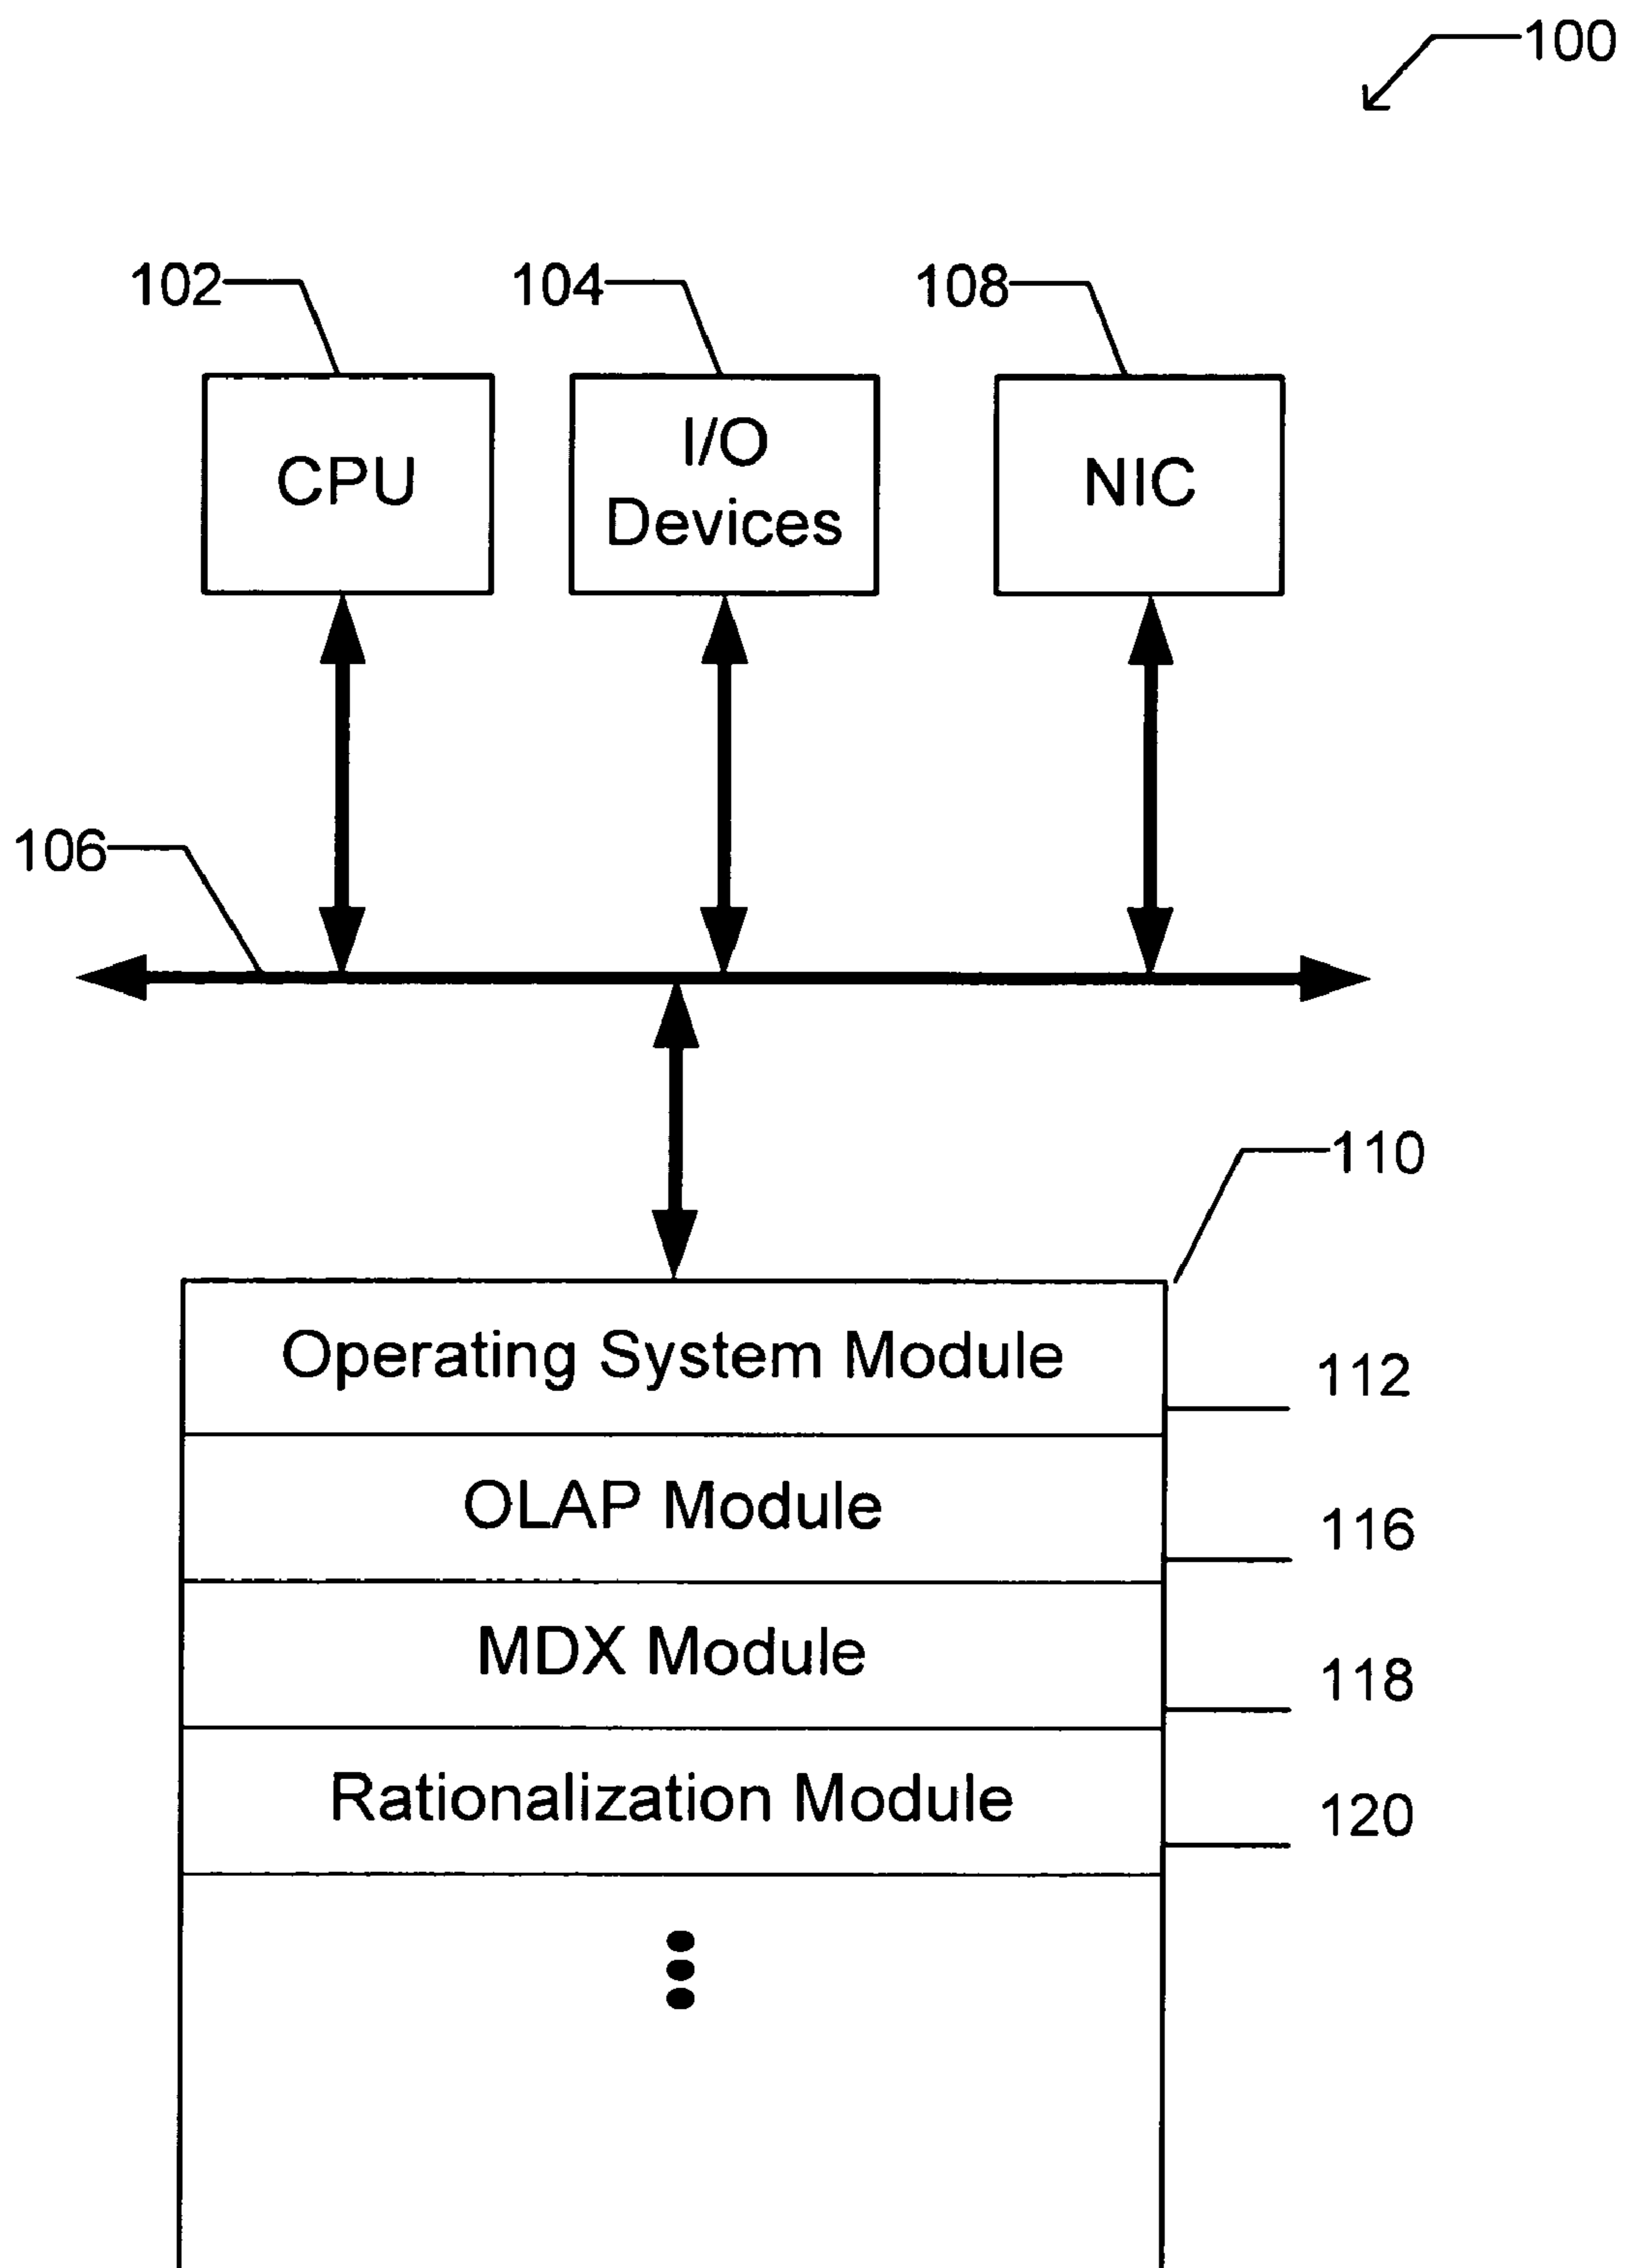 100
102
104
108
CPU
I/O
Devices
NIC
106
110
Operating System Module
112
OLAP Module
116
MDX Module
118
Rationalization Module
120